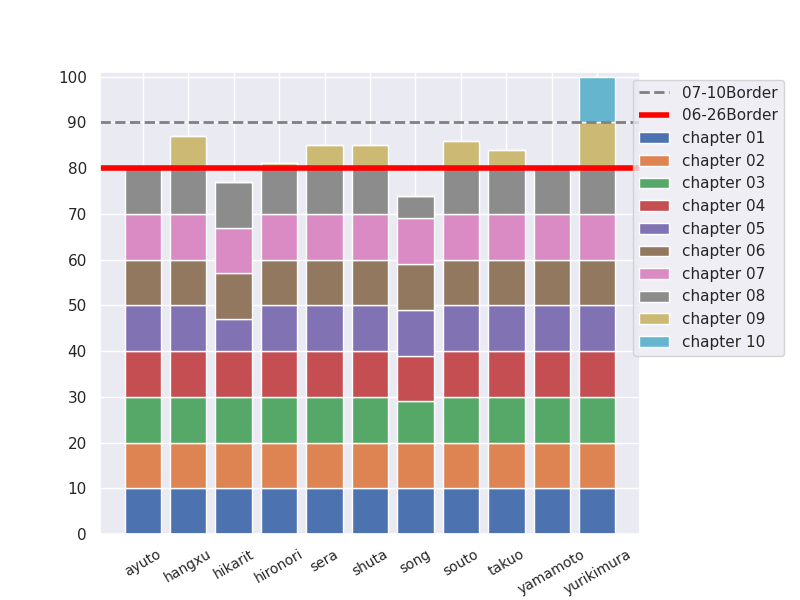 100
90
80
70
60
50
40
30
20
10
0
ayuto
hangxu
hikarit
hironori
sera
shuta
song
souto
takuo
yamamoto
yurikimura
07-10Border
06-26Border
chapter 01
chapter 02
chapter 03
chapter 04
chapter 05
chapter 06
chapter 07
chapter 08
chapter 09
chapter 10